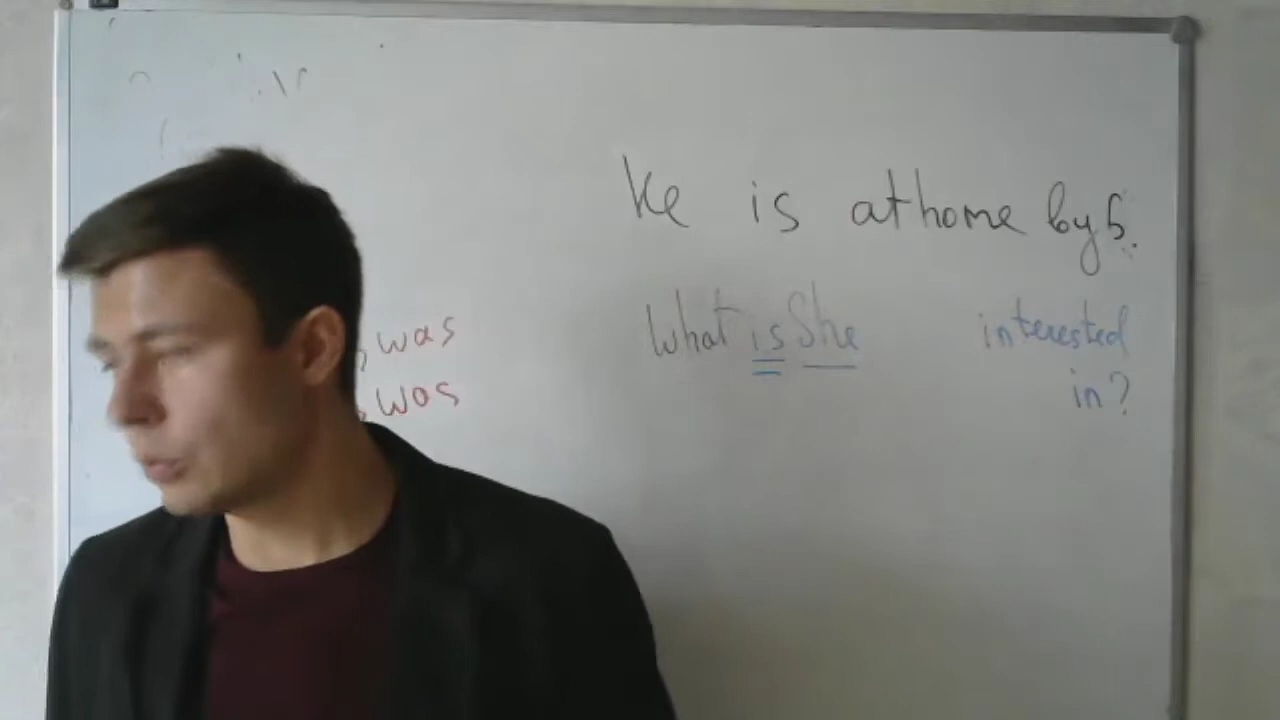 He is at home by 5.
was What is She interested
was in?